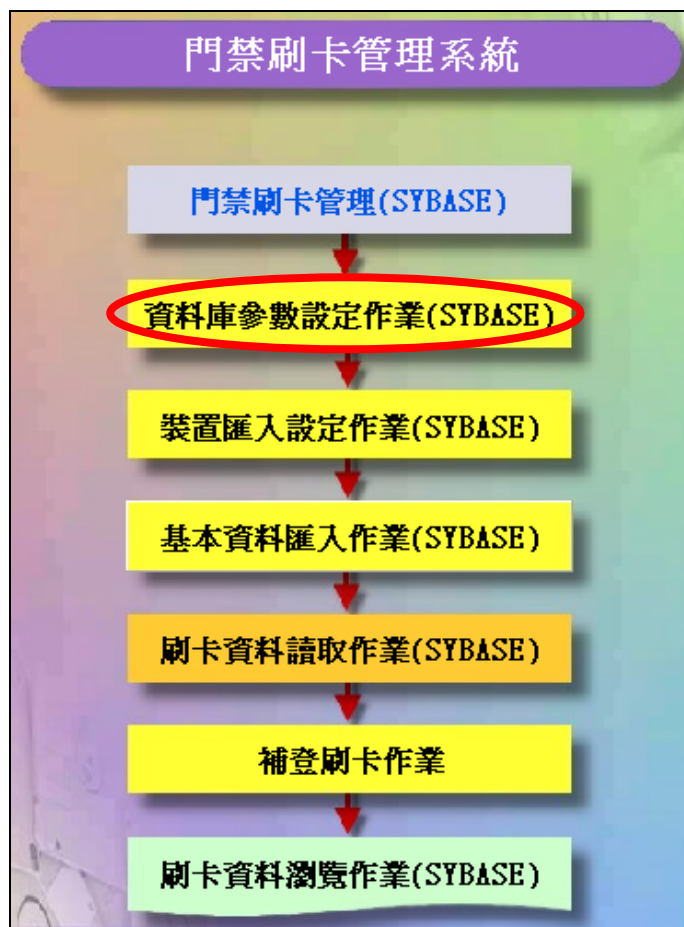 門禁刷卡管理系統
門禁刷卡管理(SYBASE)
資料庫參數設定作業(SYBASE)
裝置匯入設定作業(SYBASE)
基本資料匯入作業(SYBASE)
刷卡資料讀取作業(SYBASE)
補登刷卡作業
刷卡資料瀏覽作業(SYBASE)